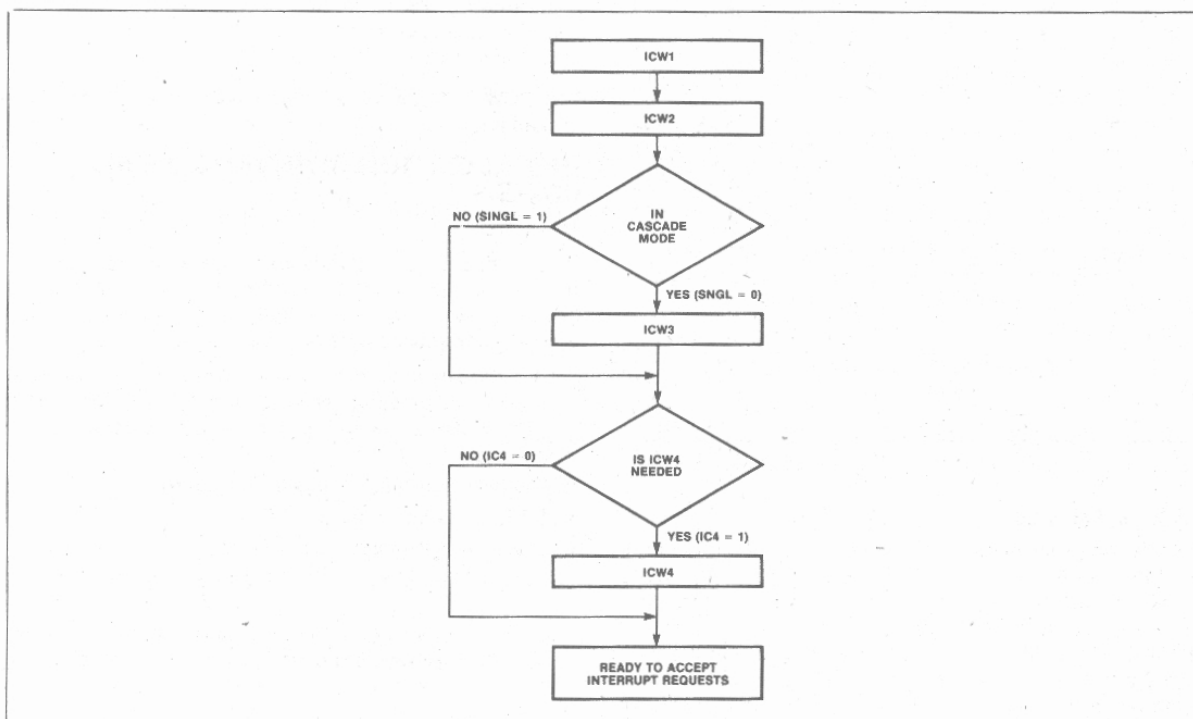 ICW1
ICW2
IN
CASCADE
MODE
NO (SINGL = 1)
YES (SNGL = 0)
ICW3
IS ICW4
NEEDED
NO (IC4 = 0)
YES (IC4 = 1)
ICW4
READY TO ACCEPT
INTERRUPT REQUESTS